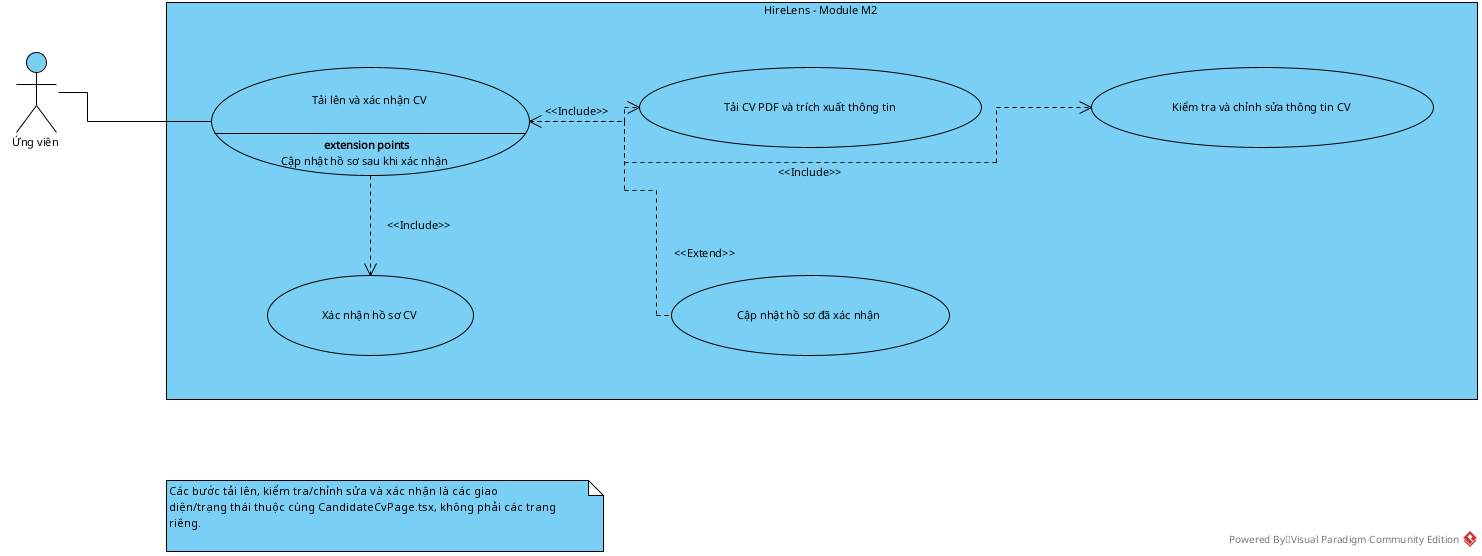 HireLens - Module M2
Ứng viên
Tải lên và xác nhận CV
extension points
Cập nhật hồ sơ sau khi xác nhận
<<Include>>
Tải CV PDF và trích xuất thông tin
Kiểm tra và chỉnh sửa thông tin CV
<<Include>>
<<Include>>
<<Extend>>
Xác nhận hồ sơ CV
Cập nhật hồ sơ đã xác nhận
Các bước tải lên, kiểm tra/chỉnh sửa và xác nhận là các giao
diện/trạng thái thuộc cùng CandidateCvPage.tsx, không phải các trang
riêng.
Powered By▯Visual Paradigm Community Edition